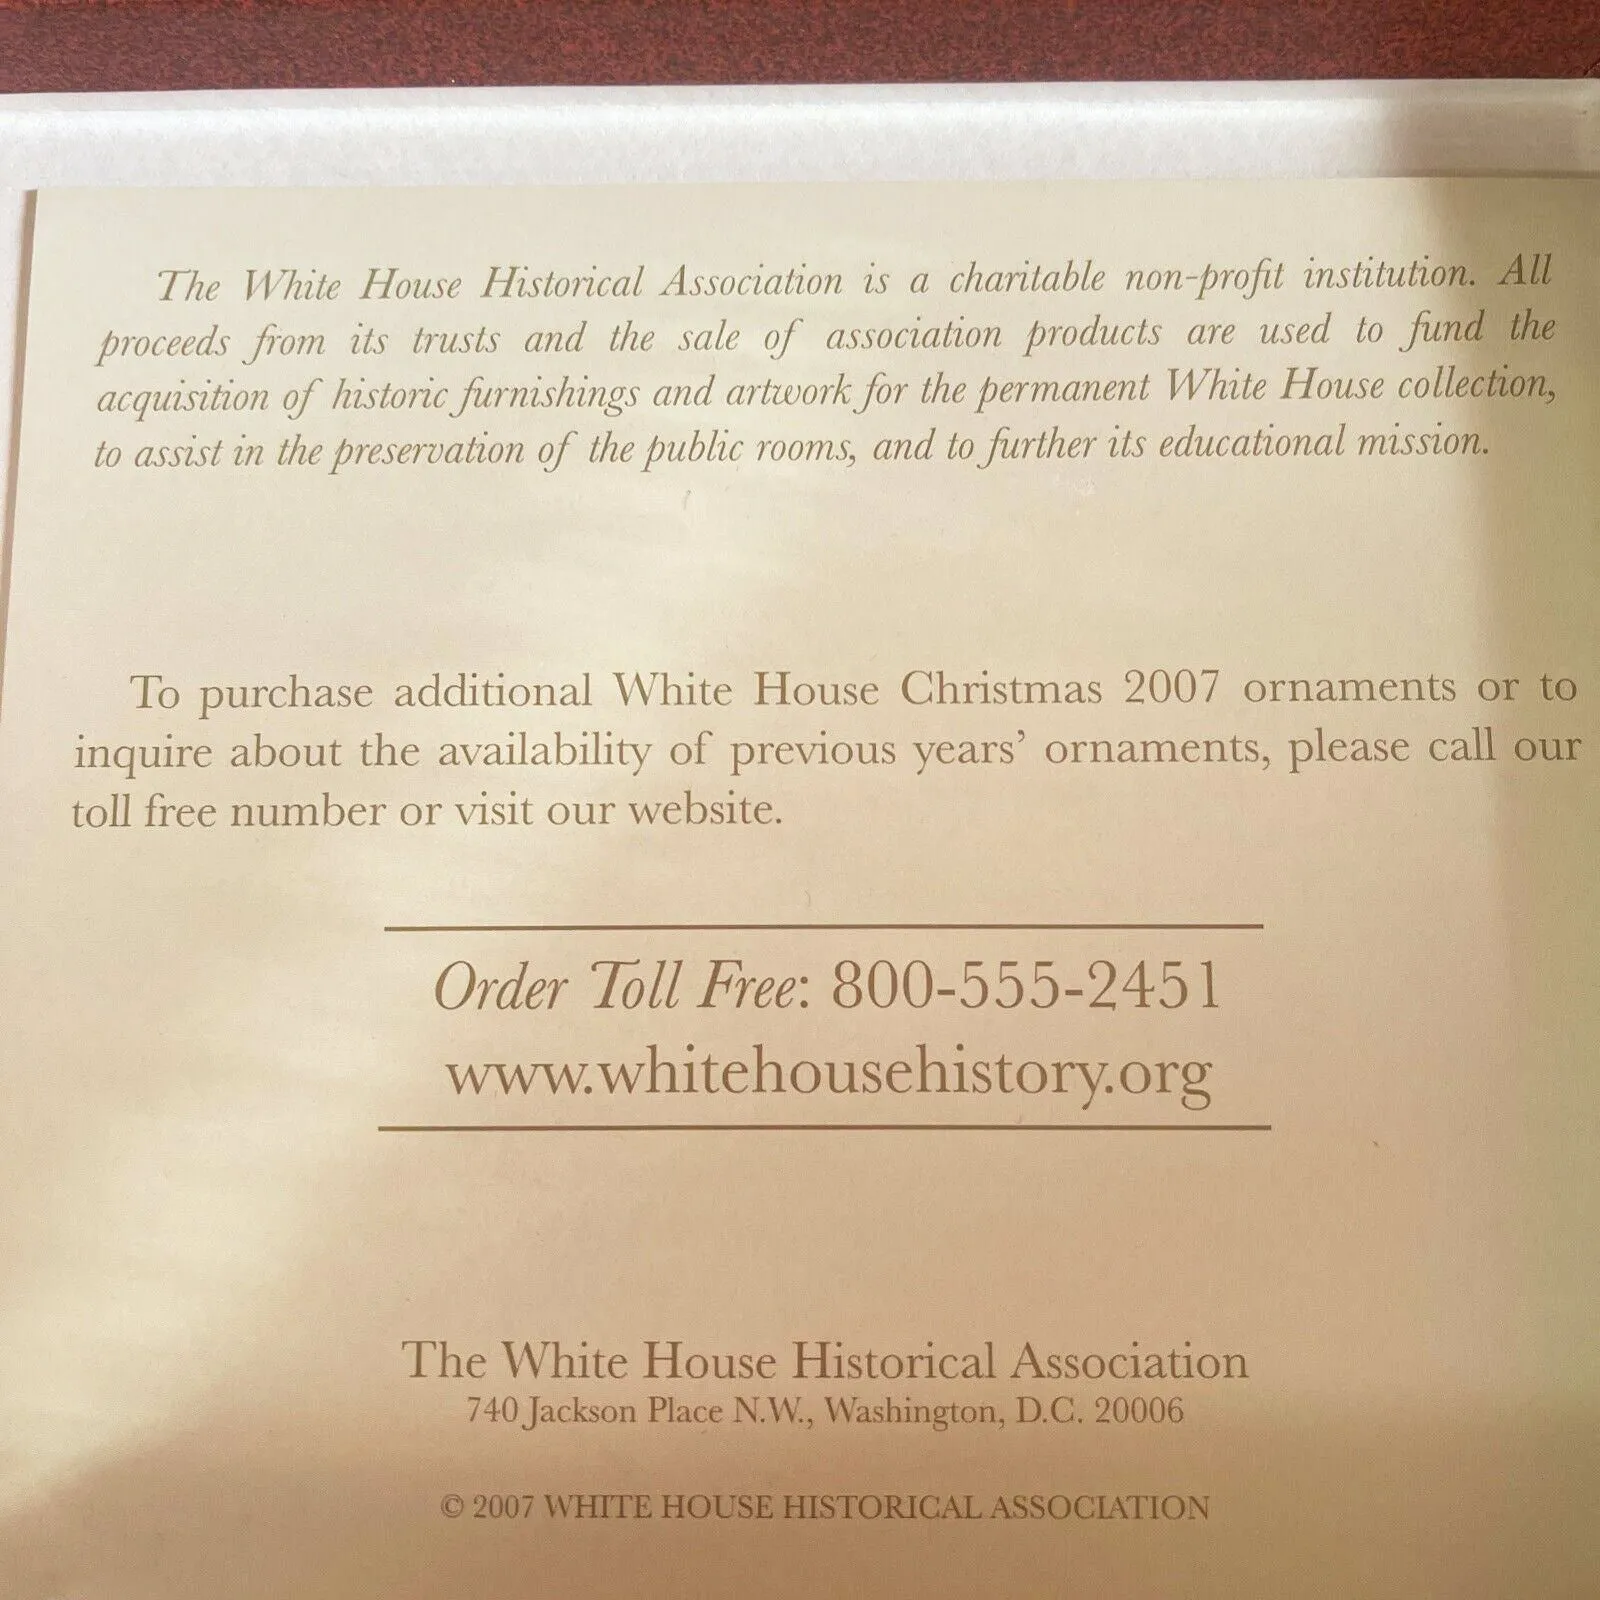 The White House Historical Association is a charitable non-profit institution. All
proceeds from its trusts and the sale of association products are used to fund the
acquisition of historic furnishings and artwork for the permanent White House collection,
to assist in the preservation of the public rooms, and to further its educational mission.
To purchase additional White House Christmas 2007 ornaments or to
inquire about the availability of previous years’ ornaments, please call our
toll free number or visit our website.
Order Toll Free: 800-555-2451
www.whitehousehistory.org
The White House Historical Association
740 Jackson Place N.W., Washington, D.C. 20006
© 2007 WHITE HOUSE HISTORICAL ASSOCIATION